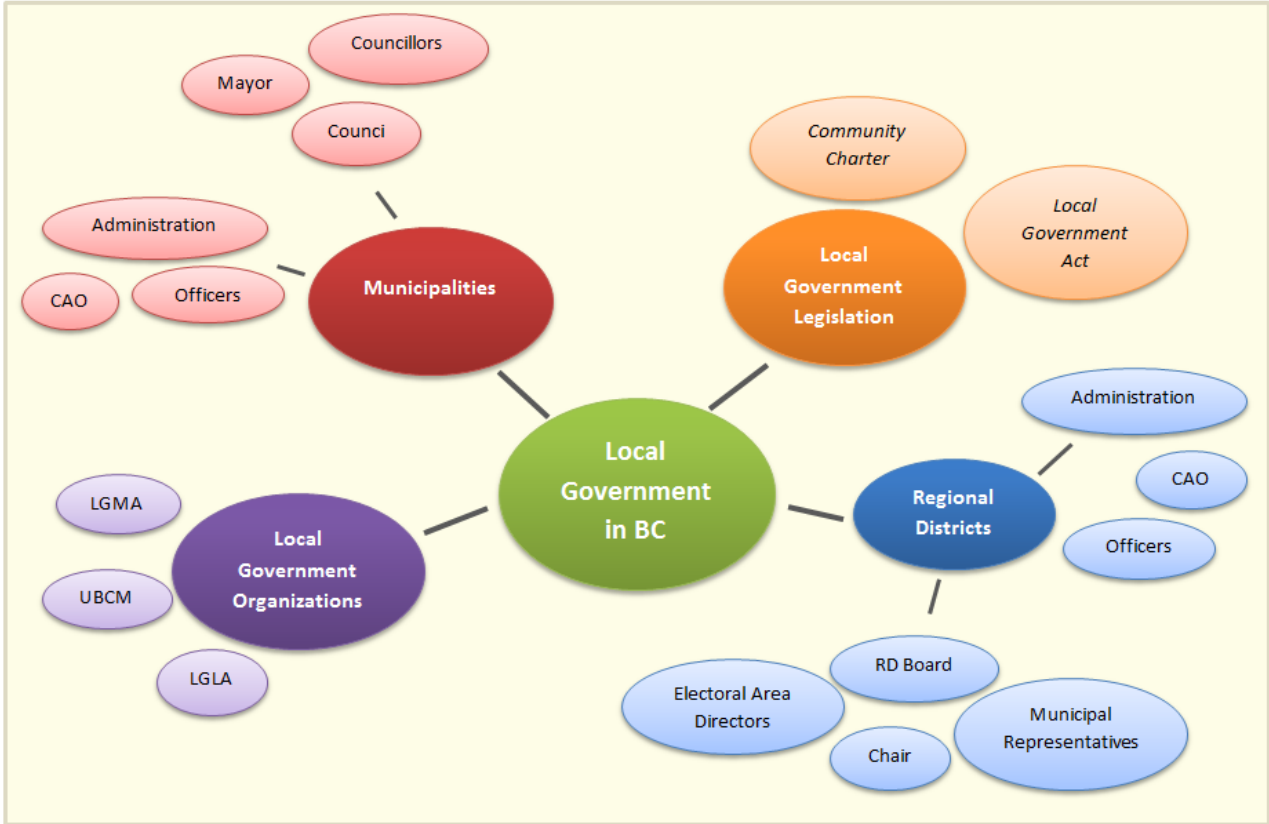 Councillors
Mayor
Counci
Administration
CAO
Officers
Municipalities
Community
Charter
Local
Government
Act
Local
Government
Legislation
Local
Government
in BC
Administration
CAO
Officers
Regional
Districts
LGMA
UBCM
LGLA
Local
Government
Organizations
RD Board
Electoral Area
Directors
Chair
Municipal
Representatives